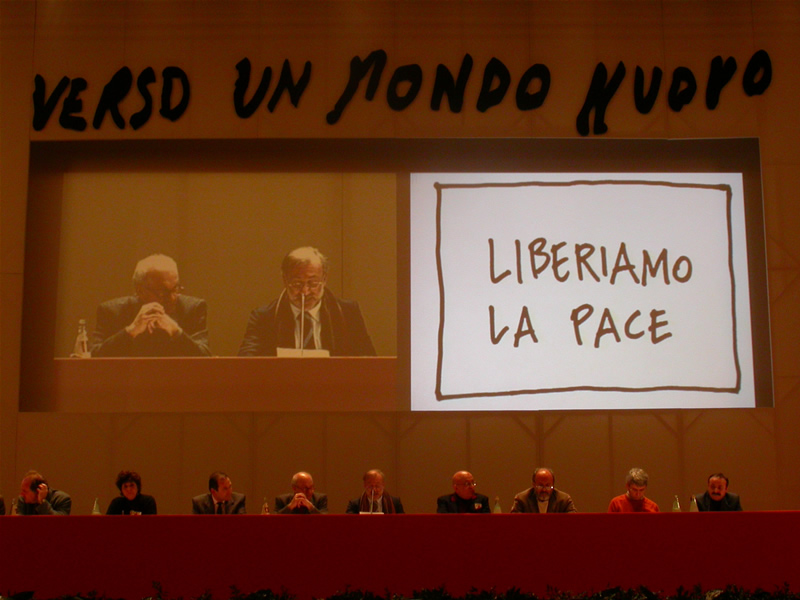 VERSO UN MONDO NUOVO
LIBERIAMO
LA PACE